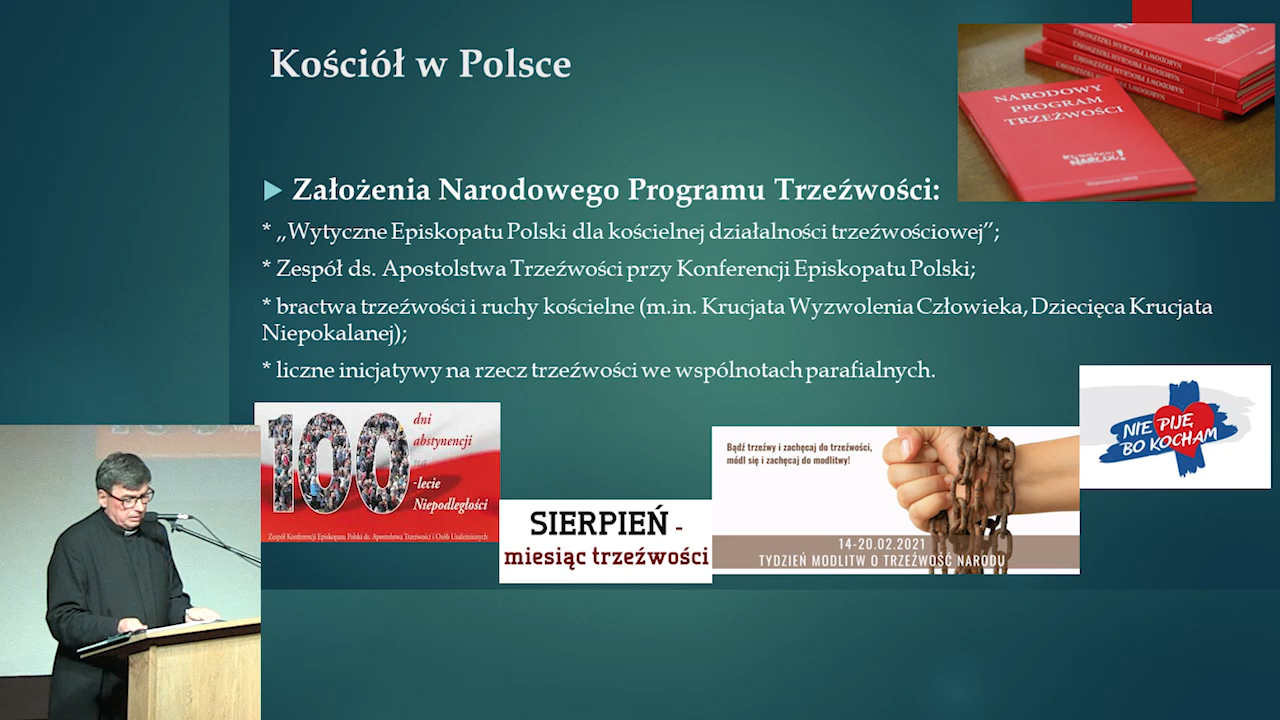 Kościół w Polsce
NARODOWY
PROGRAM
TRZEŹWOŚCI
Założenia Narodowego Programu Trzeźwości:
* „Wytyczne Episkopatu Polski dla kościelnej działalności trzeźwościowej”;
* Zespół ds. Apostolstwa Trzeźwości przy Konferencji Episkopatu Polski;
* bractwa trzeźwości i ruchy kościelne (m.in. Krucjata Wyzwolenia Człowieka, Dziecięca Krucjata
Niepokalanej);
* liczne inicjatywy na rzecz trzeźwości we wspólnotach parafialnych.
100 dni
abstynencji
-lecie
Niepodległości
Zespół Konferencji Episkopatu Polski ds. Apostolstwa Trzeźwości i Osób Uzależnionych
SIERPIEŃ -
miesiąc trzeźwości
Bądź trzeźwy i zachęcaj do trzeźwości,
módl się i zachęcaj do modlitwy!
14-20.02.2021
TYDZIEŃ MODLITW O TRZEŹWOŚĆ NARODU
NIE PIJĘ
BO KOCHAM